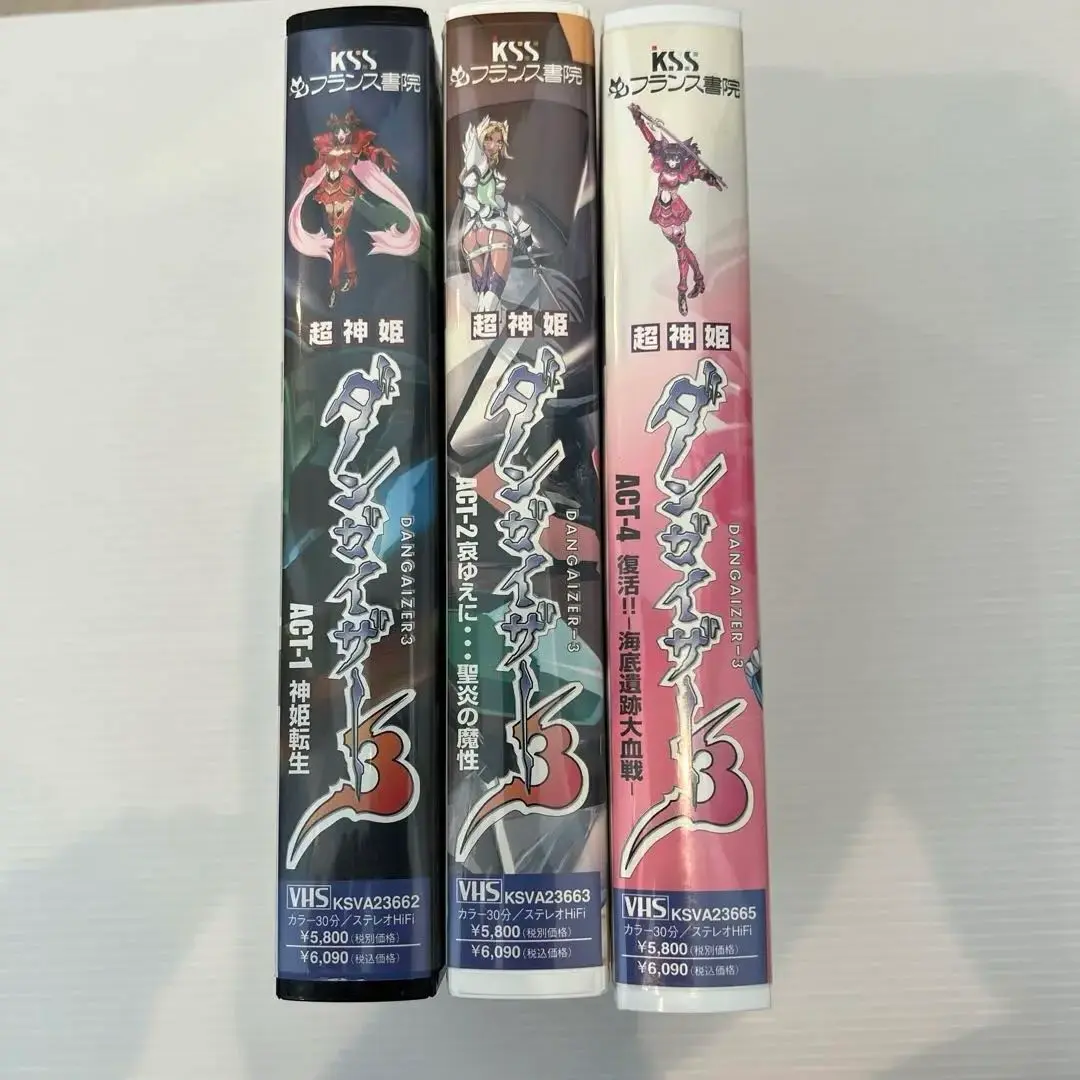 KSS
フランス書院
超神姫
ダンガイザー3
DANGAIZER-3
ACT-1 神姫転生
VHS KSVA23662
カラー30分/ステレオHiFi
¥5,800(税別価格)
¥6,090(税込価格)
KSS
フランス書院
超神姫
ダンガイザー3
DANGAIZER-3
ACT-2 哀ゆえに・・・聖炎の魔性
VHS KSVA23663
カラー30分/ステレオHiFi
¥5,800(税別価格)
¥6,090(税込価格)
KSS
フランス書院
超神姫
ダンガイザー3
DANGAIZER-3
ACT-4 復活!!-海底遺跡大血戦-
VHS KSVA23665
カラー30分/ステレオHiFi
¥5,800(税別価格)
¥6,090(税込価格)